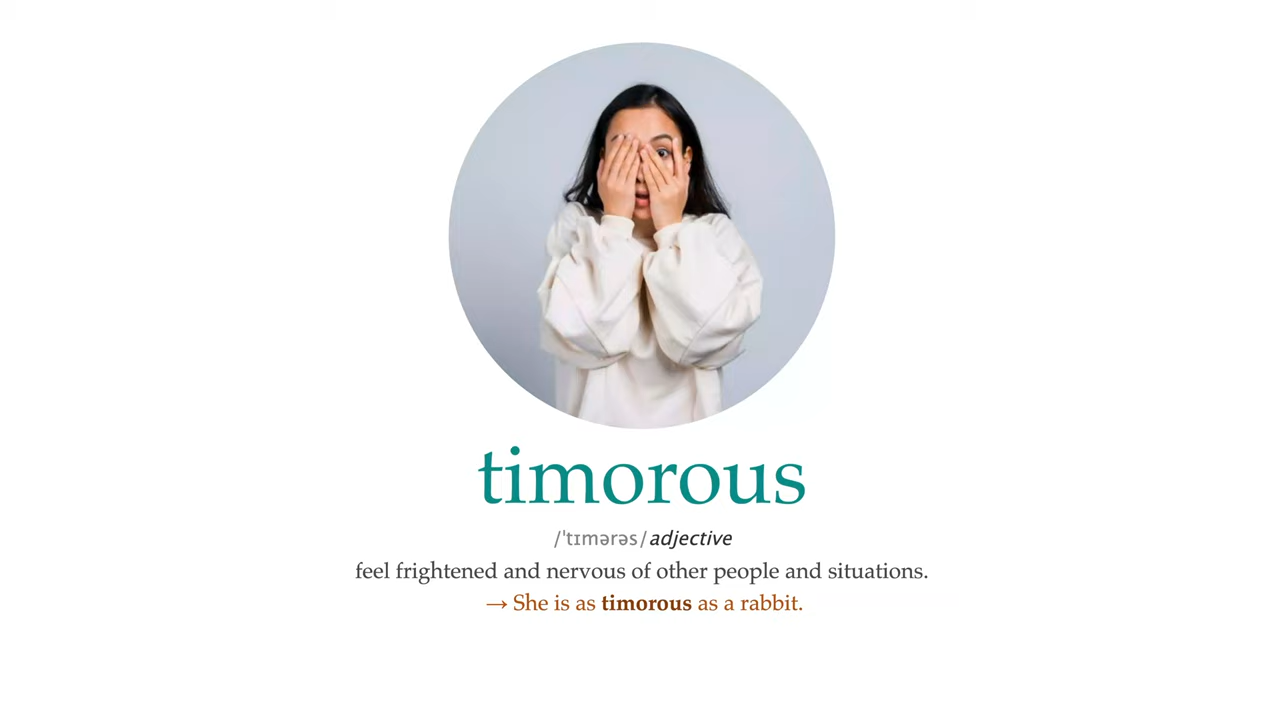 timorous
/ˈtɪmərəs/adjective
feel frightened and nervous of other people and situations.
→ She is as timorous as a rabbit.